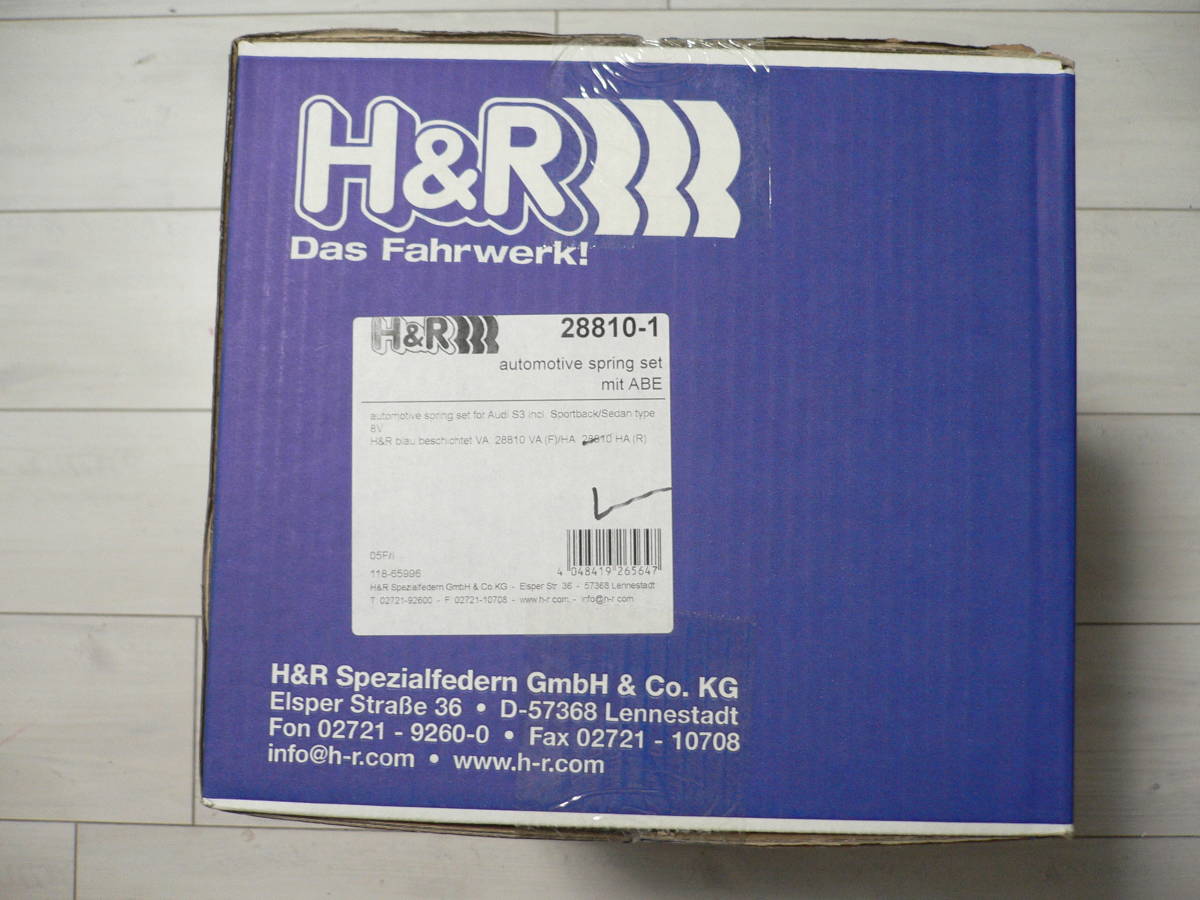 H&R
Das Fahrwerk!
H&R 28810-1
automotive spring set
mit ABE
automotive spring set for Audi S3 incl. Sportback/Sedan type
8V
H&R blau beschichtet VA: 28810 VA (F)/HA: 28810 HA (R)
118-65996
4 048419 265647
H&R Spezialfedern GmbH & Co.KG - Elsper Str. 36 - 57368 Lennestadt
T 02721-92600 - F 02721-10708 - www.h-r.com - info@h-r.com
H&R Spezialfedern GmbH & Co. KG
Elsper Straße 36 • D-57368 Lennestadt
Fon 02721 - 9260-0 • Fax 02721 - 10708
info@h-r.com • www.h-r.com